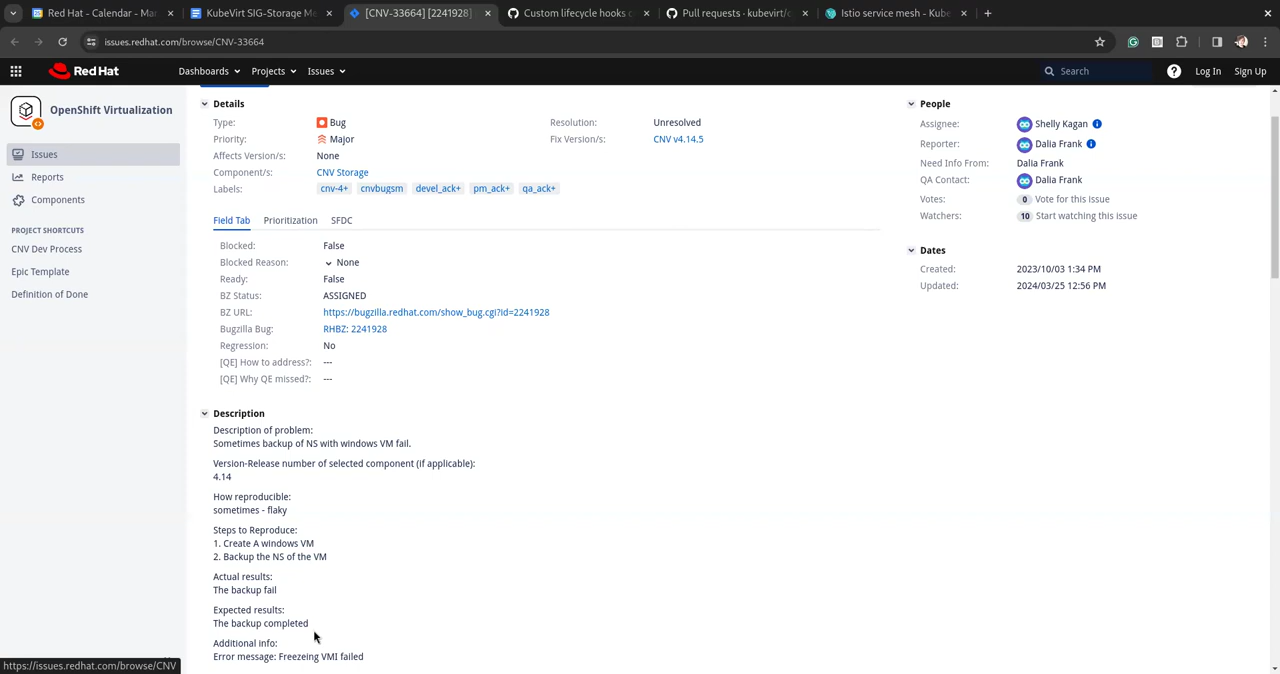 Red Hat - Calendar - Ma
KubeVirt SIG-Storage Me
[CNV-33664] [2241928]
Custom lifecycle hooks
Pull requests · kubevirt/c
Istio service mesh - Kube
issues.redhat.com/browse/CNV-33664
Red Hat
Dashboards
Projects
Issues
Search
Log In
Sign Up
OpenShift Virtualization
Issues
Reports
Components
PROJECT SHORTCUTS
CNV Dev Process
Epic Template
Definition of Done
Details
Type: Bug
Resolution: Unresolved
Priority: Major
Fix Version/s: CNV v4.14.5
Affects Version/s: None
Component/s: CNV Storage
Labels: cnv-4+ cnvbugsm devel_ack+ pm_ack+ qa_ack+
Field Tab
Prioritization
SFDC
Blocked: False
Blocked Reason: None
Ready: False
BZ Status: ASSIGNED
BZ URL: https://bugzilla.redhat.com/show_bug.cgi?id=2241928
Bugzilla Bug: RHBZ: 2241928
Regression: No
[QE] How to address?: ---
[QE] Why QE missed?: ---
Description
Description of problem:
Sometimes backup of NS with windows VM fail.
Version-Release number of selected component (if applicable):
4.14
How reproducible:
sometimes - flaky
Steps to Reproduce:
1. Create A windows VM
2. Backup the NS of the VM
Actual results:
The backup fail
Expected results:
The backup completed
Additional info:
Error message: Freezeing VMI failed
People
Assignee: Shelly Kagan
Reporter: Dalia Frank
Need Info From: Dalia Frank
QA Contact: Dalia Frank
Votes: 0 Vote for this issue
Watchers: 10 Start watching this issue
Dates
Created: 2023/10/03 1:34 PM
Updated: 2024/03/25 12:56 PM
https://issues.redhat.com/browse/CNV